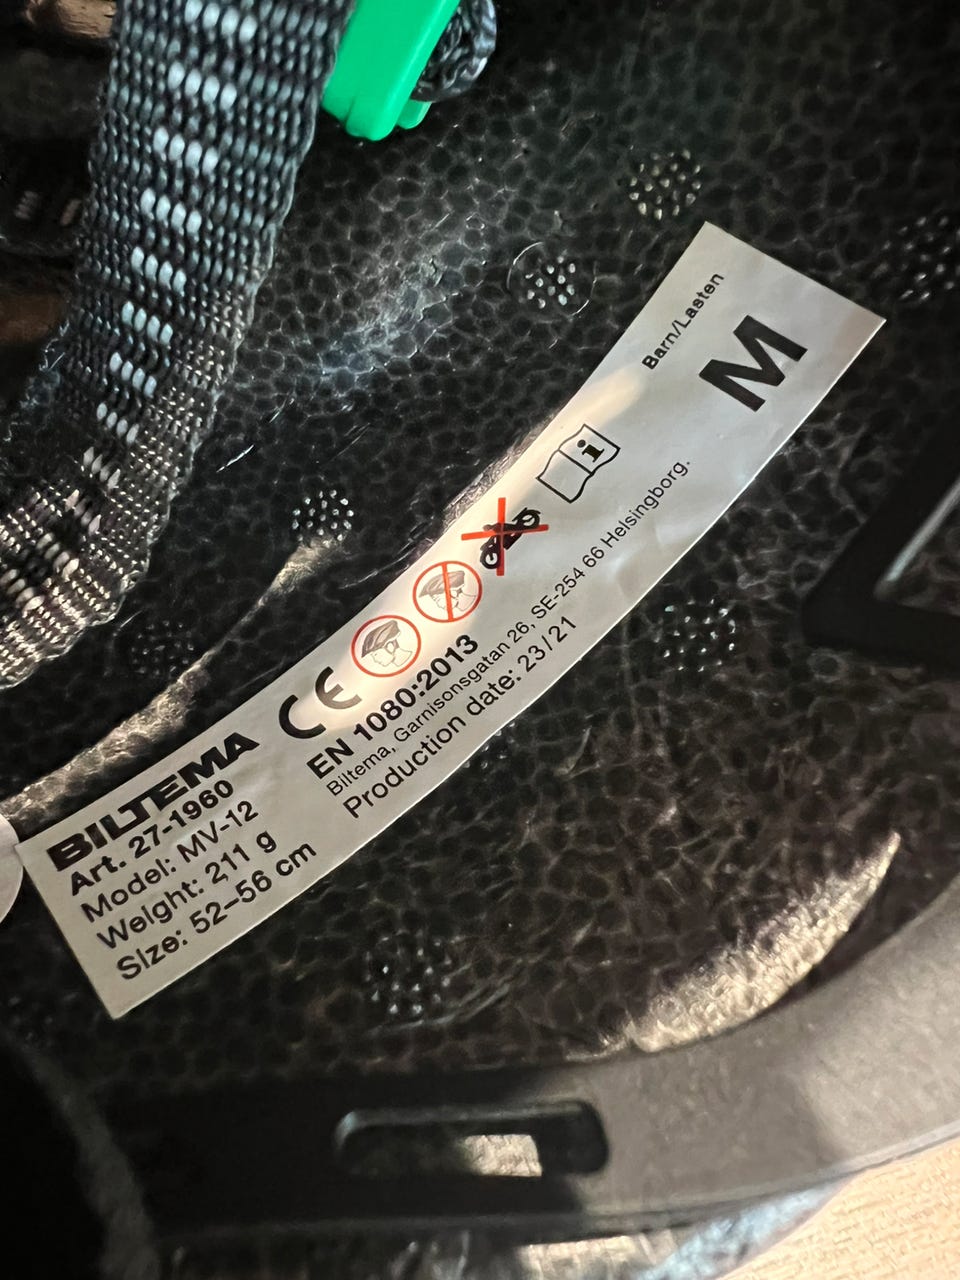 BILTEMA
Art. 27-1960
Model: MV-12
Weight: 211 g
Size: 52–56 cm
CE
EN 1080:2013
Biltema, Garnisonsgatan 26, SE-254 66 Helsingborg.
Production date: 23/21
i
Barn/Lasten
M